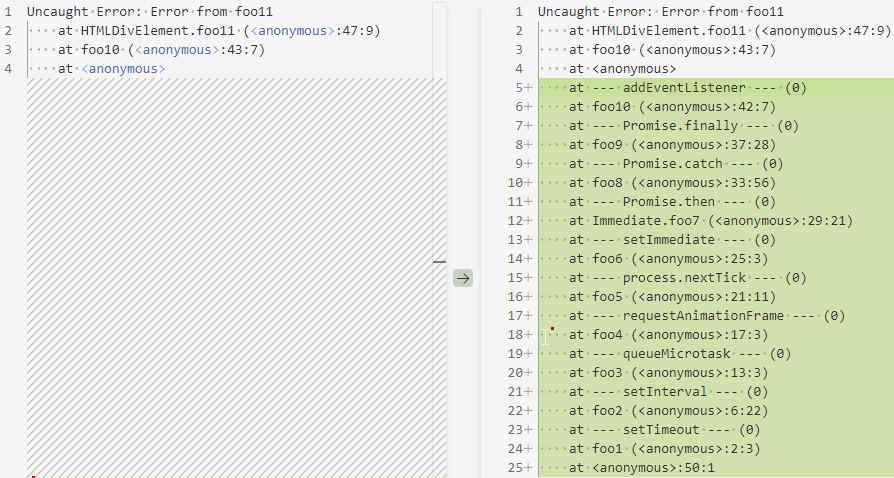 1 Uncaught Error: Error from foo11
2     at HTMLDivElement.foo11 (<anonymous>:47:9)
3     at foo10 (<anonymous>:43:7)
4     at <anonymous>
1 Uncaught Error: Error from foo11
2     at HTMLDivElement.foo11 (<anonymous>:47:9)
3     at foo10 (<anonymous>:43:7)
4     at <anonymous>
5+     at --- addEventListener --- (0)
6+     at foo10 (<anonymous>:42:7)
7+     at --- Promise.finally --- (0)
8+     at foo9 (<anonymous>:37:28)
9+     at --- Promise.catch --- (0)
10+     at foo8 (<anonymous>:33:56)
11+     at --- Promise.then --- (0)
12+     at Immediate.foo7 (<anonymous>:29:21)
13+     at --- setImmediate --- (0)
14+     at foo6 (<anonymous>:25:3)
15+     at --- process.nextTick --- (0)
16+     at foo5 (<anonymous>:21:11)
17+     at --- requestAnimationFrame --- (0)
18+     at foo4 (<anonymous>:17:3)
19+     at --- queueMicrotask --- (0)
20+     at foo3 (<anonymous>:13:3)
21+     at --- setInterval --- (0)
22+     at foo2 (<anonymous>:6:22)
23+     at --- setTimeout --- (0)
24+     at foo1 (<anonymous>:2:3)
25+     at <anonymous>:50:1